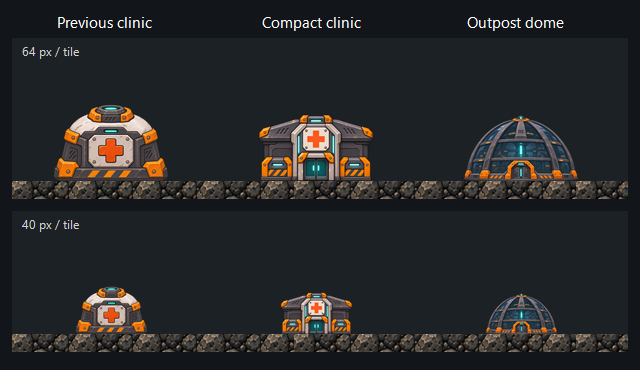 Previous clinic
Compact clinic
Outpost dome
64 px / tile
40 px / tile